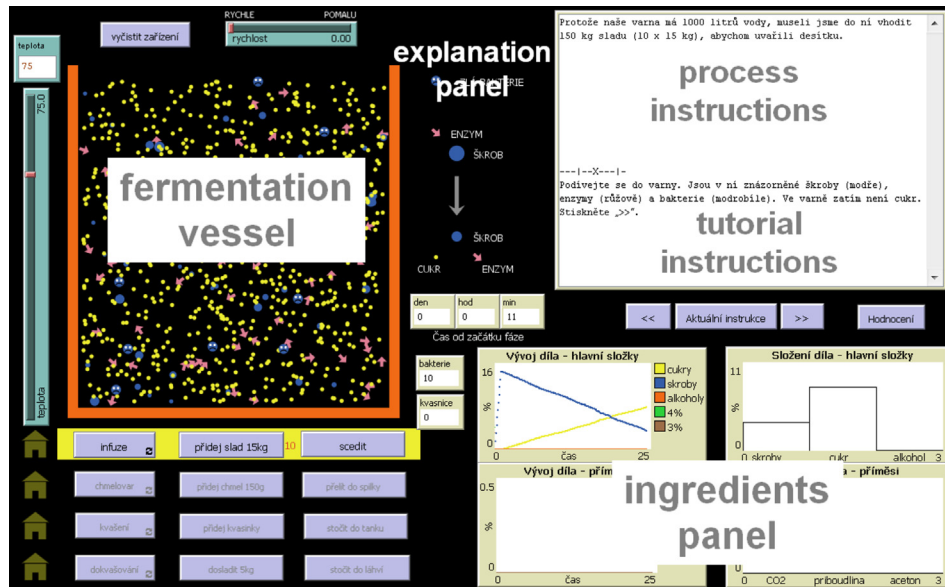 vyčistit zařízení
RYCHLE POMALU
rychlost 0.00
teplota
75
75.0
teplota
fermentation
vessel
explanation
panel
BAKTERIE
ENZYM
ŠKROB
ŠKROB
CUKR ENZYM
den hod min
0 0 11
Čas od začátku fáze
bakterie
10
kvasnice
0
Protože naše varna má 1000 litrů vody, museli jsme do ní vhodit
150 kg sladu (10 x 15 kg), abychom uvařili desítku.
process
instructions
---|--X---|-
Podívejte se do varny. Jsou v ní znázorněné škroby (modře),
enzymy (růžově) a bakterie (modrobíle). Ve varně zatím není cukr.
Stiskněte „>>“.
tutorial
instructions
<< Aktuální instrukce >> Hodnocení
infuze přidej slad 15kg 10 scedit
chmelovar přidej chmel 150g přelít do spilky
kvašení přidej kvasinky stočit do tanku
dokvašování dosladit 5kg stočit do láhví
Vývoj díla - hlavní složky
16
%
0
0 čas 25
cukry
skroby
alkoholy
4%
3%
Složení díla - hlavní složky
11
%
0
0 skroby cukr alkohol 3
Vývoj díla - přím
0.5
%
0
0 čas 25
a - příměsi
0 CO2 priboudlina aceton 3
ingredients
panel